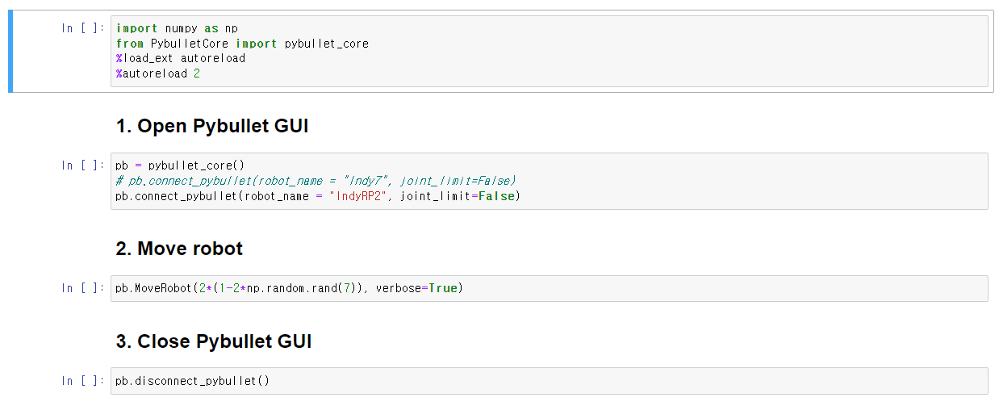 In [ ]: import numpy as np
from PybulletCore import pybullet_core
%load_ext autoreload
%autoreload 2
1. Open Pybullet GUI
In [ ]: pb = pybullet_core()
# pb.connect_pybullet(robot_name = "Indy7", joint_limit=False)
pb.connect_pybullet(robot_name = "IndyRP2", joint_limit=False)
2. Move robot
In [ ]: pb.MoveRobot(2*(1-2*np.random.rand(7)), verbose=True)
3. Close Pybullet GUI
In [ ]: pb.disconnect_pybullet()